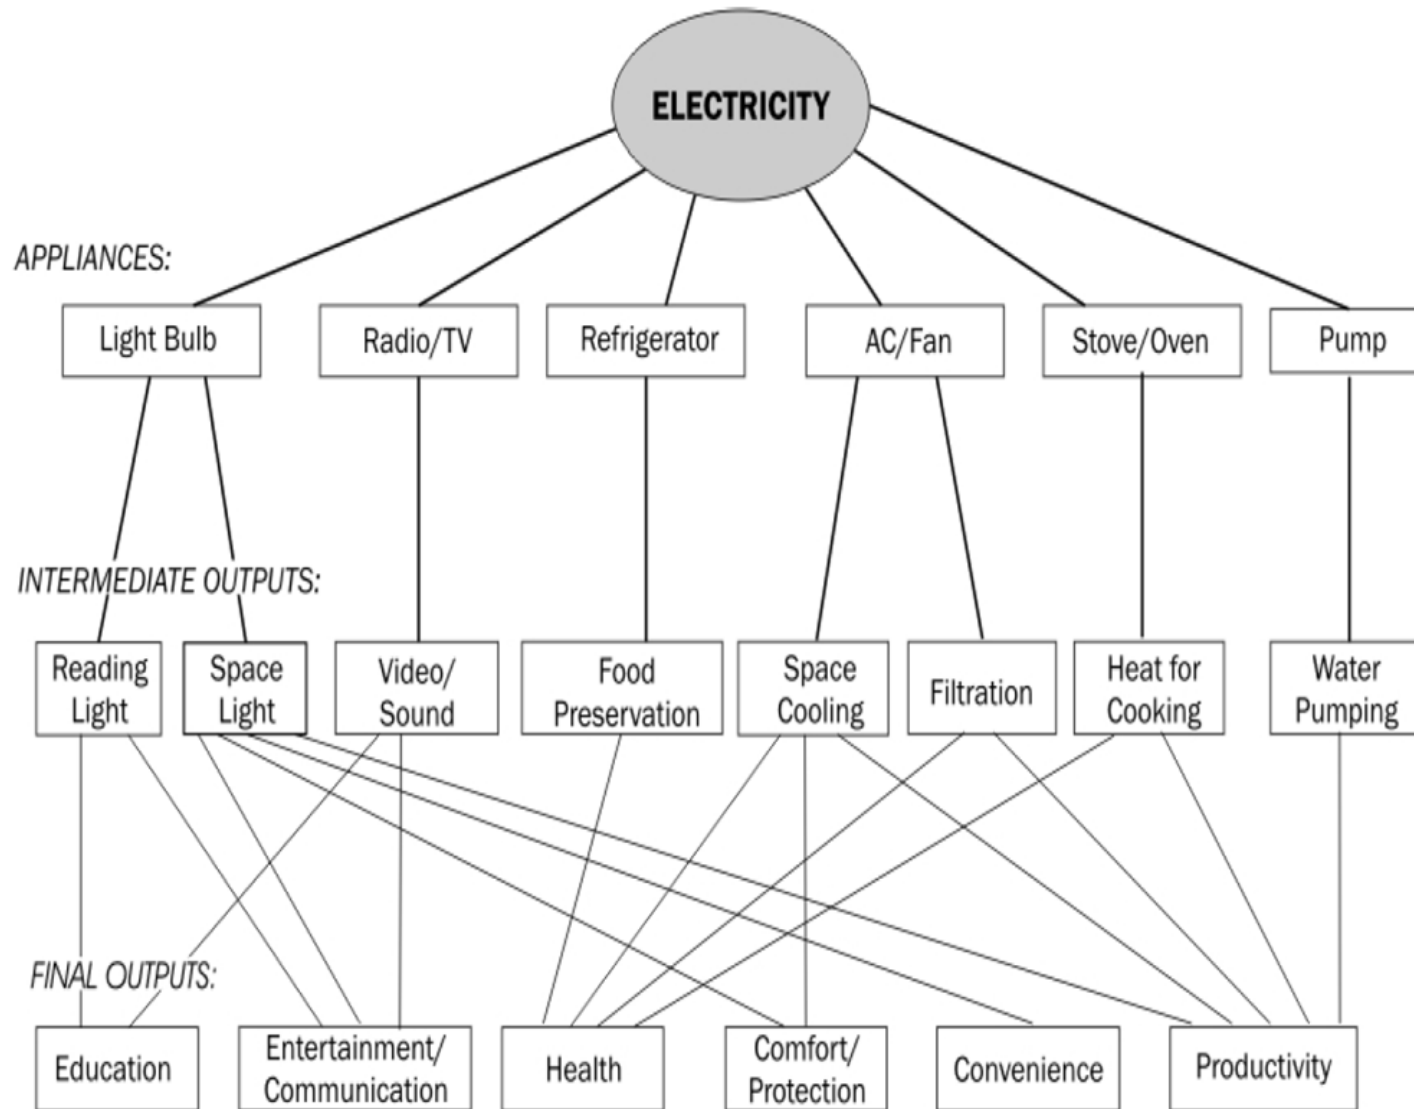 ELECTRICITY
APPLIANCES:
Light Bulb
Radio/TV
Refrigerator
AC/Fan
Stove/Oven
Pump
INTERMEDIATE OUTPUTS:
Reading
Light
Space
Light
Video/
Sound
Food
Preservation
Space
Cooling
Filtration
Heat for
Cooking
Water
Pumping
FINAL OUTPUTS:
Education
Entertainment/
Communication
Health
Comfort/
Protection
Convenience
Productivity